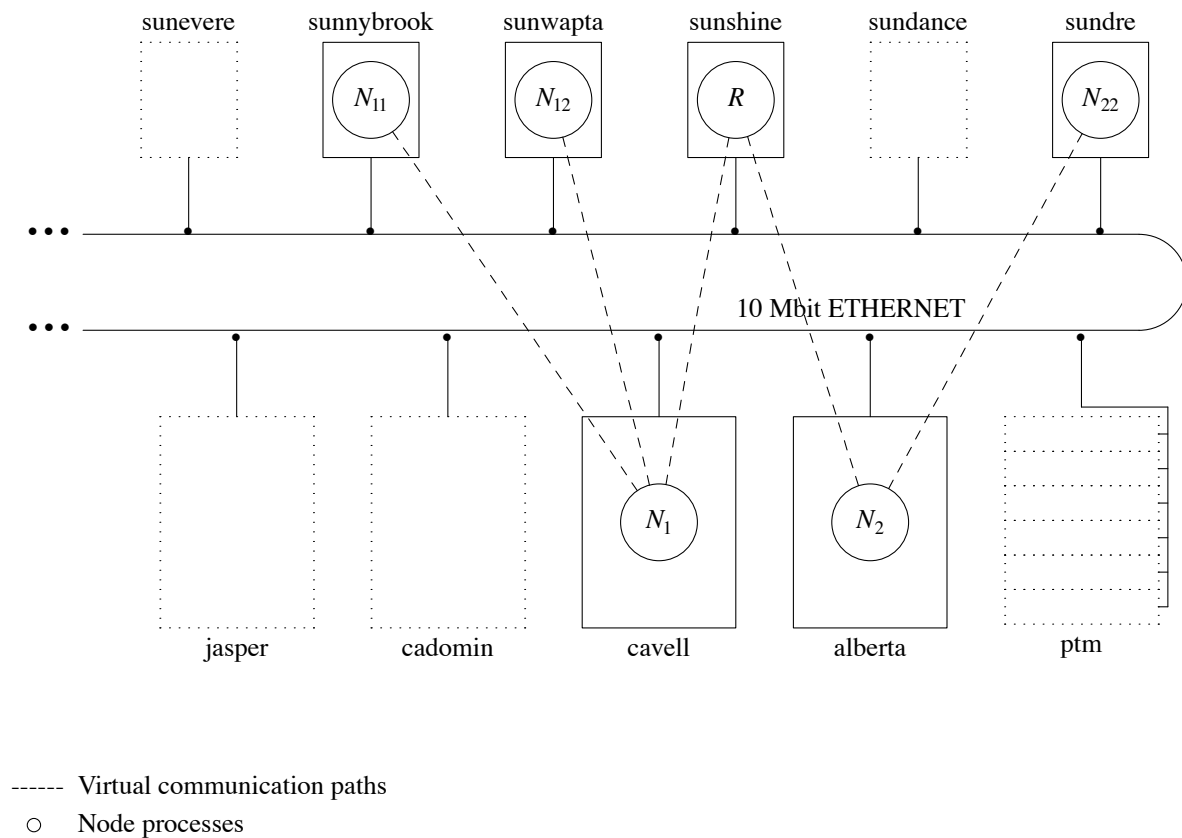 sunevere sunnybrook sunwapta sunshine sundance sundre
N11 N12 R N22
10 Mbit ETHERNET
N1 N2
jasper cadomin cavell alberta ptm
Virtual communication paths
Node processes